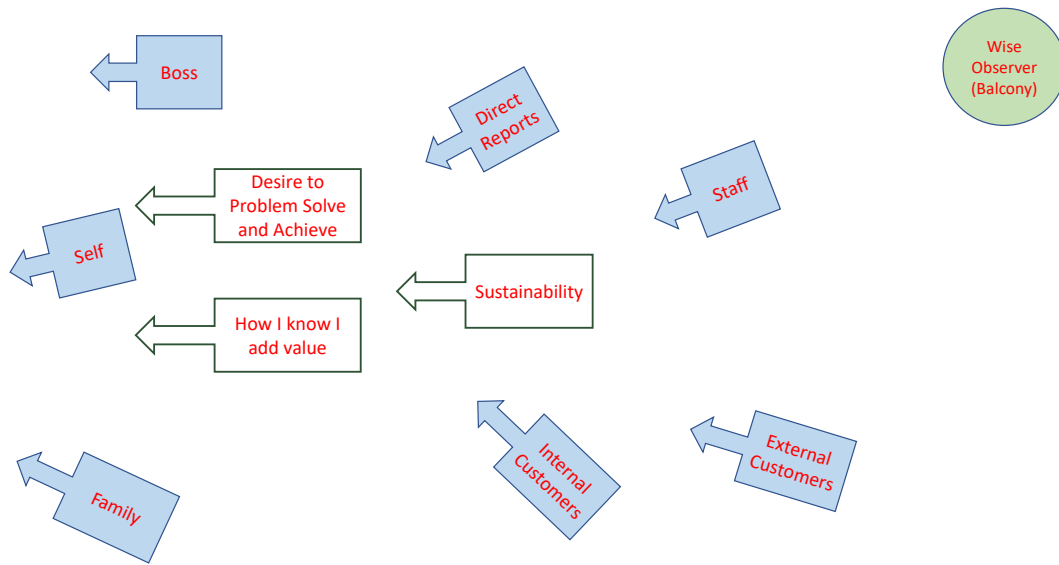 Boss
Wise
Observer
(Balcony)
Direct
Reports
Desire to
Problem Solve
and Achieve
Staff
Self
Sustainability
How I know I
add value
Family
Internal
Customers
External
Customers